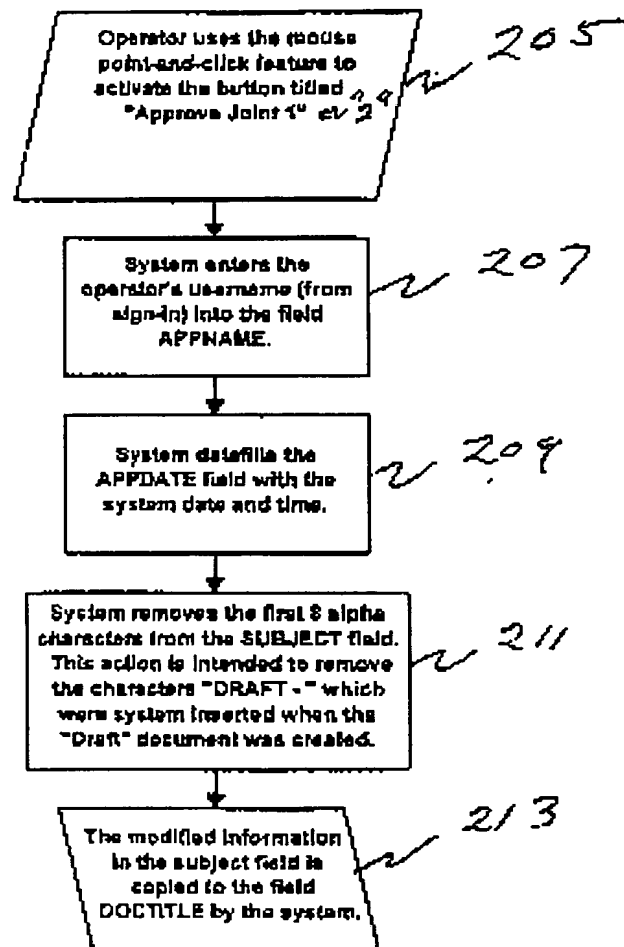 Operator uses the mouse
point-and-click feature to
activate the button titled
"Approve Joint 1" or 2"
205
System enters the
operator's username (from
sign-in) into the field
APPNAME.
207
System datafills the
APPDATE field with the
system date and time.
209
System removes the first 8 alpha
characters from the SUBJECT field.
This action is intended to remove
the characters "DRAFT - " which
were system inserted when the
"Draft" document was created.
211
The modified information
in the subject field is
copied to the field
DOCTITLE by the system.
213